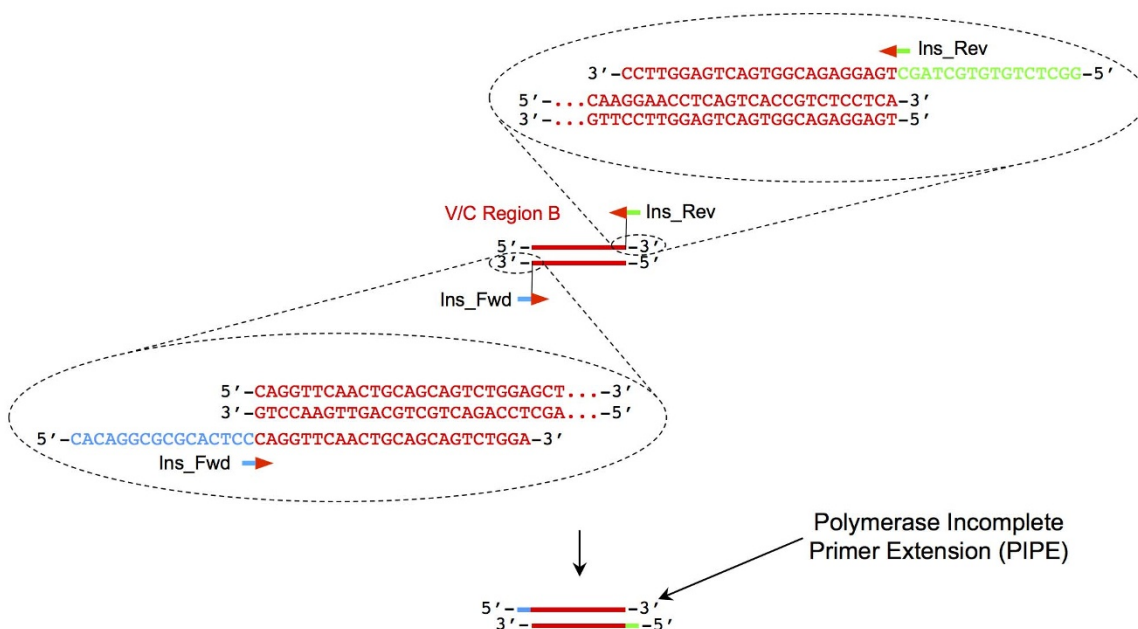 Ins_Rev
3’-CCTTGGAGTCAGTGGCAGAGGAGTCGATCGTGTGTCTCGG-5’
5’-...CAAGGAACCTCAGTCACCGTCTCCTCA-3’
3’-...GTTCCTTGGAGTCAGTGGCAGAGGAGT-5’
V/C Region B
Ins_Rev
5’- -3’
3’- -5’
Ins_Fwd
5’-CAGGTTCAACTGCAGCAGTCTGGAGCT...-3’
3’-GTCCAAGTTGACGTCGTCAGACCTCGA...-5’
5’-CACAGGCGCGCACTCCCAGGTTCAACTGCAGCAGTCTGGA-3’
Ins_Fwd
Polymerase Incomplete
Primer Extension (PIPE)
5’- -3’
3’- -5’